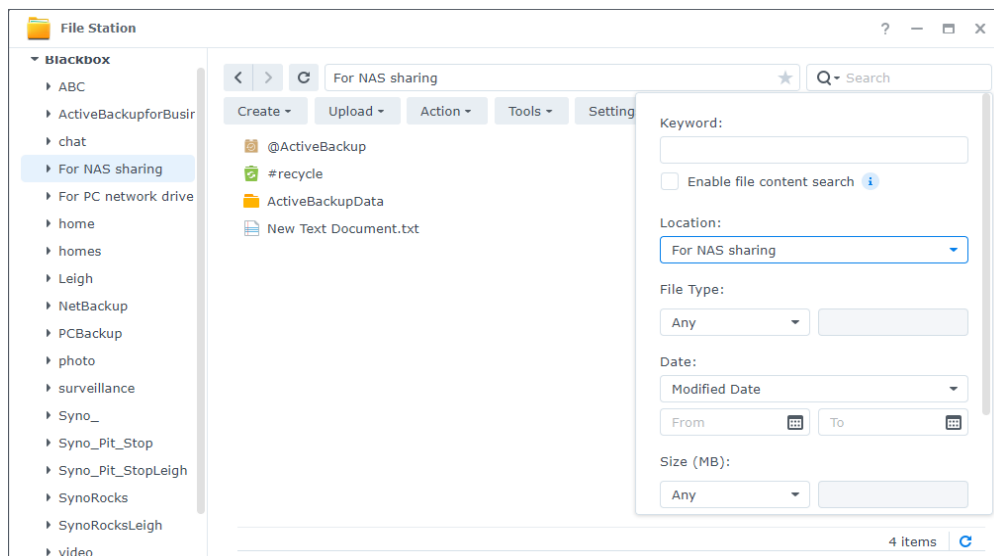 File Station
Blackbox
ABC
ActiveBackupforBusin
chat
For NAS sharing
For PC network drive
home
homes
Leigh
NetBackup
PCBackup
photo
surveillance
Syno_
Syno_Pit_Stop
Syno_Pit_StopLeigh
SynoRocks
SynoRocksLeigh
video
For NAS sharing
Search
Create
Upload
Action
Tools
Setting
@ActiveBackup
#recycle
ActiveBackupData
New Text Document.txt
Keyword:
Enable file content search
Location:
For NAS sharing
File Type:
Any
Date:
Modified Date
From To
Size (MB):
Any
4 items